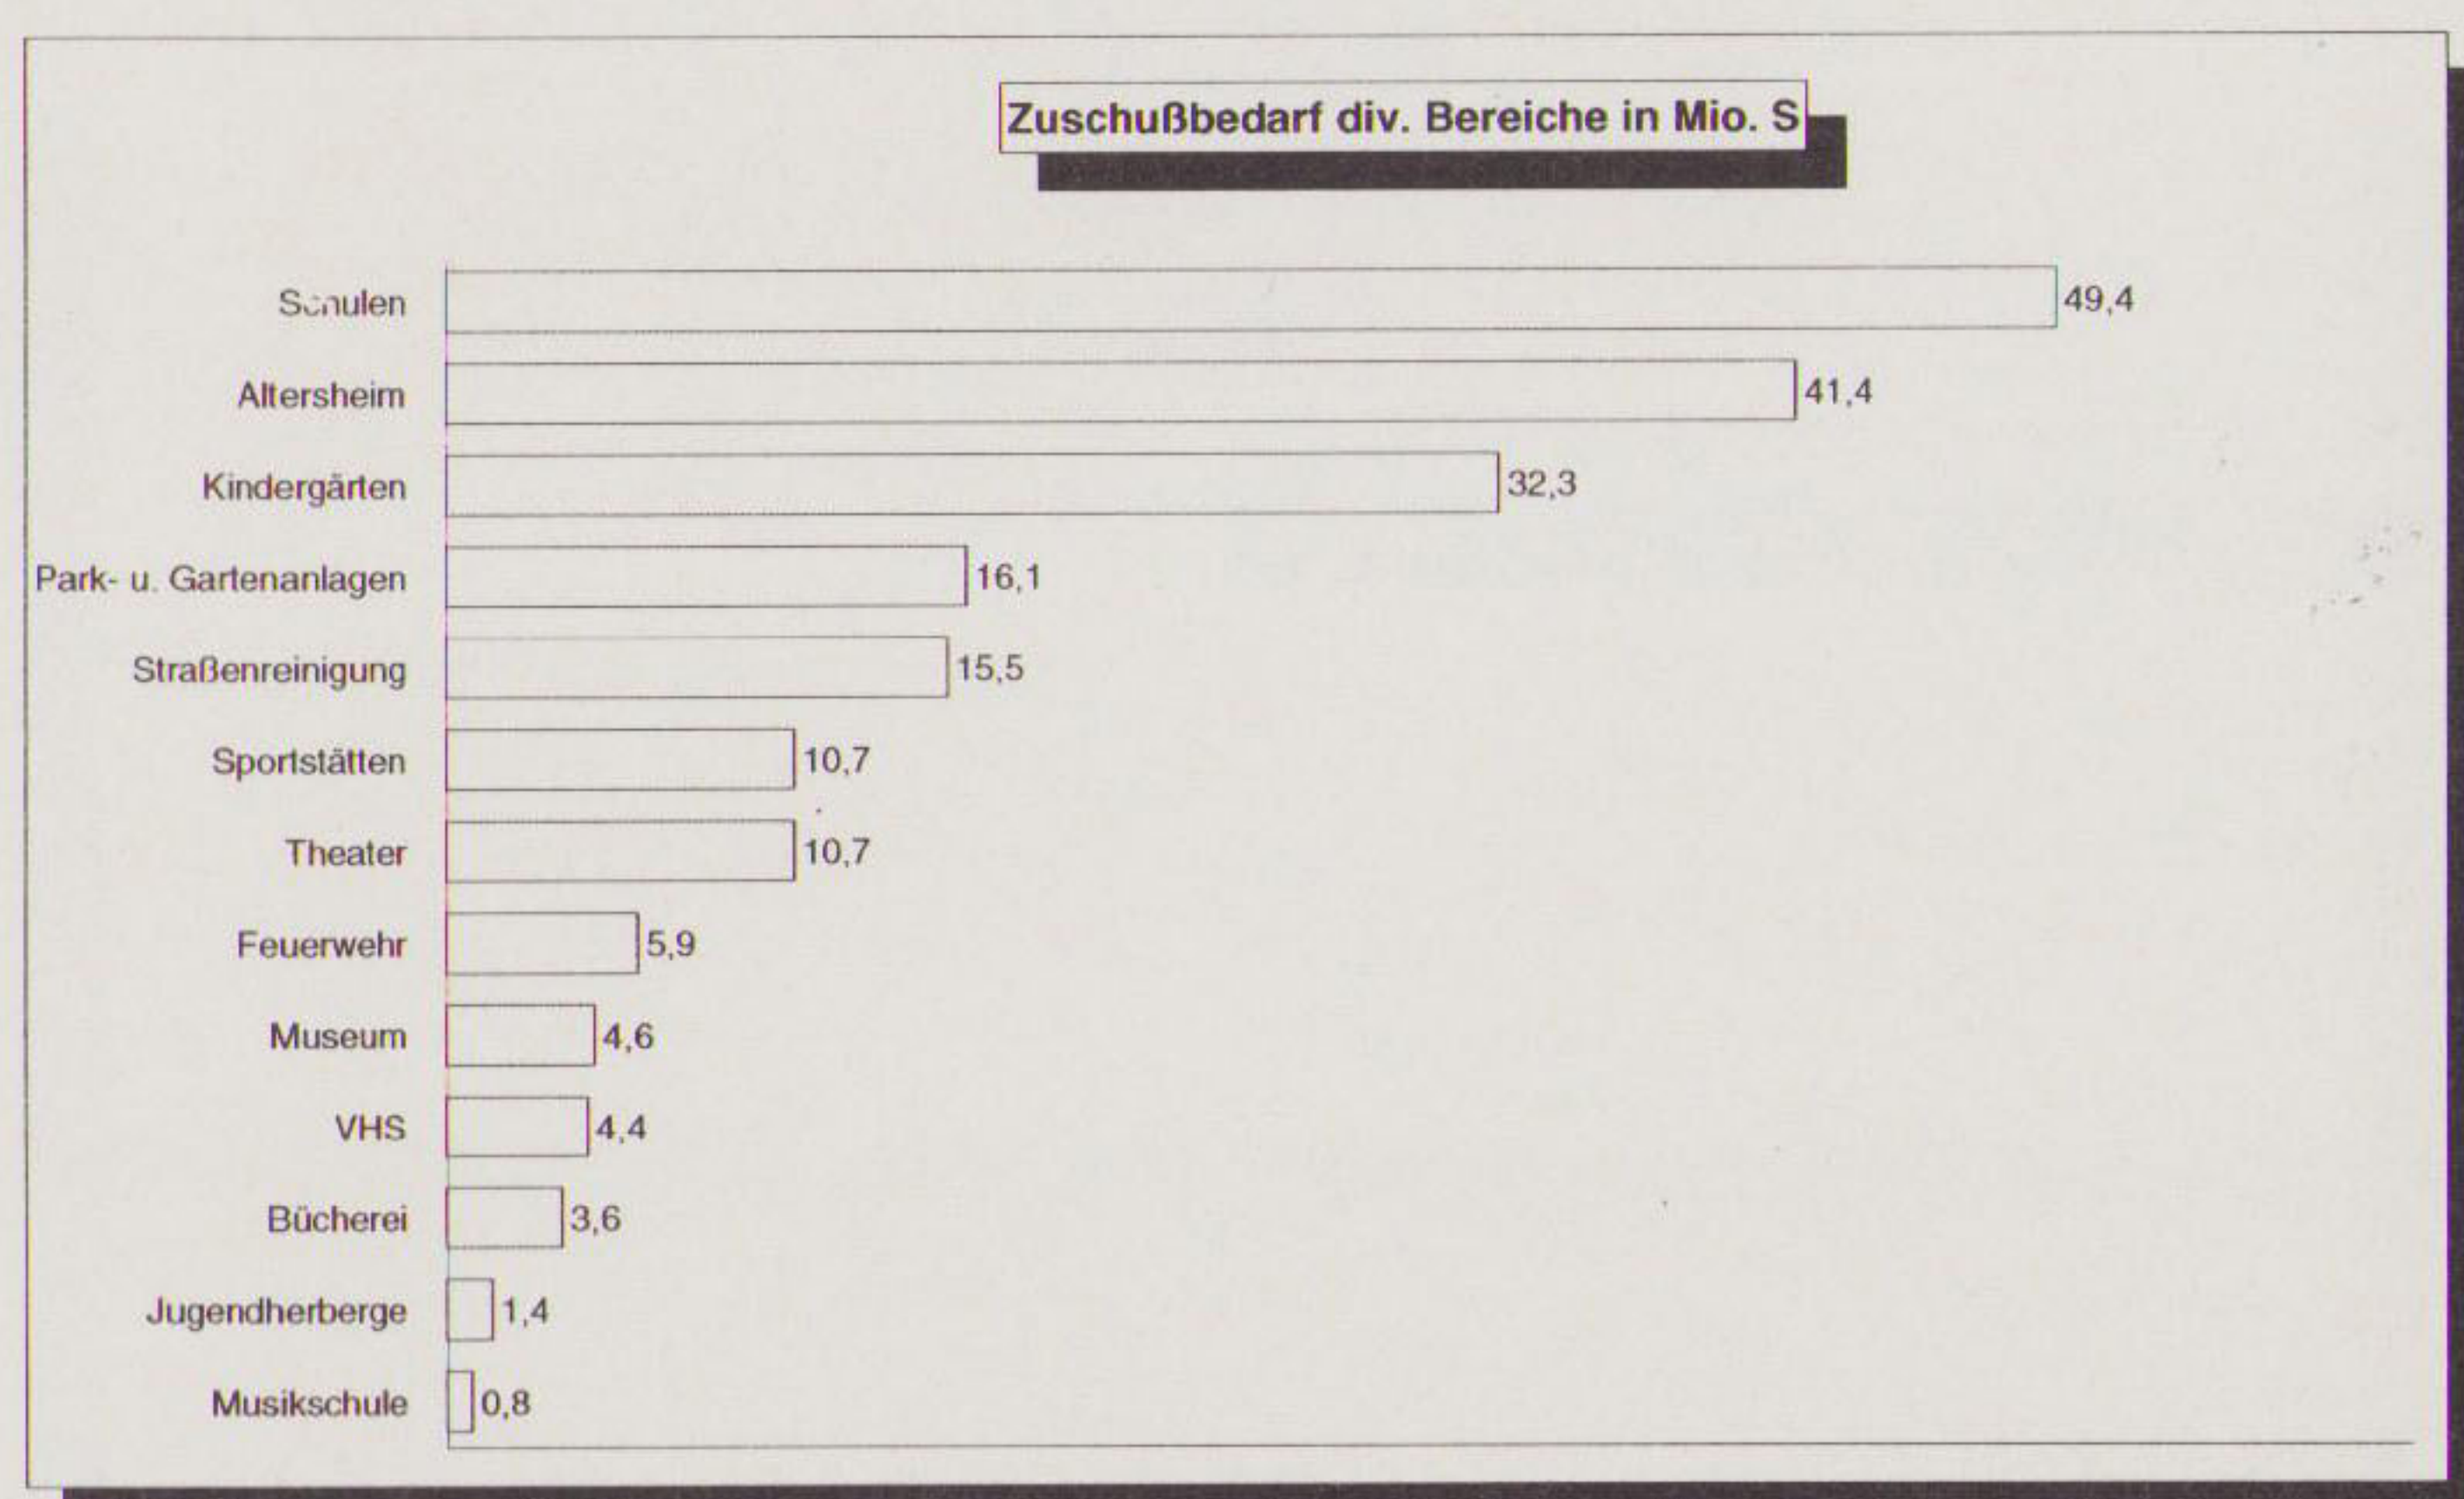 Zuschußbedarf div. Bereiche in Mio. S
Schulen 49,4
Altersheim 41,4
Kindergärten 32,3
Park- u. Gartenanlagen 16,1
Straßenreinigung 15,5
Sportstätten 10,7
Theater 10,7
Feuerwehr 5,9
Museum 4,6
VHS 4,4
Bücherei 3,6
Jugendherberge 1,4
Musikschule 0,8